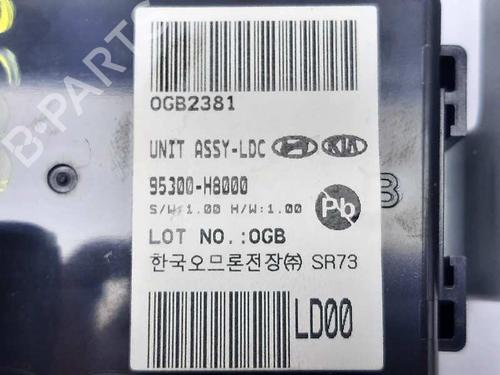 B-PARTS
OGB2381
UNIT ASSY-LDC KIA
95300-H8000
S/W:1.00 H/W:1.00 Pb
B
LOT NO.:OGB
한국오므론전장㈜ SR73
LD00